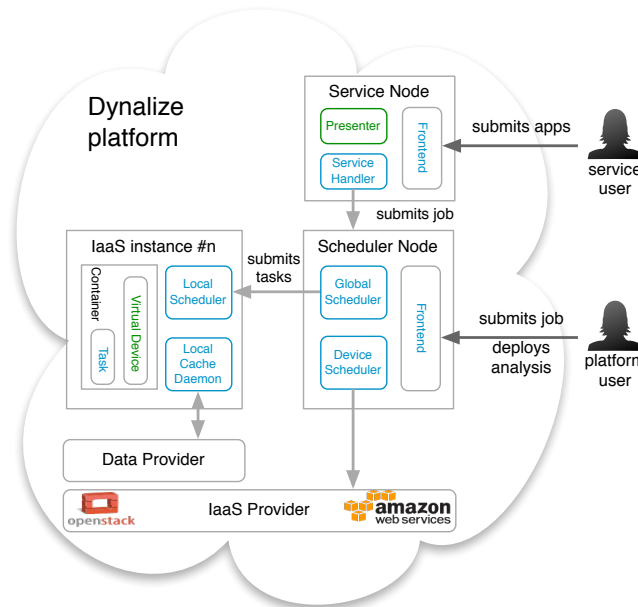 Dynalize
platform
Service Node
Presenter
Service
Handler
Frontend
submits apps
service
user
submits job
IaaS instance #n
Container
Task
Virtual Device
Local
Scheduler
Local
Cache
Daemon
submits
tasks
Scheduler Node
Global
Scheduler
Device
Scheduler
Frontend
submits job
deploys
analysis
platform
user
Data Provider
openstack
IaaS Provider
amazon
web services